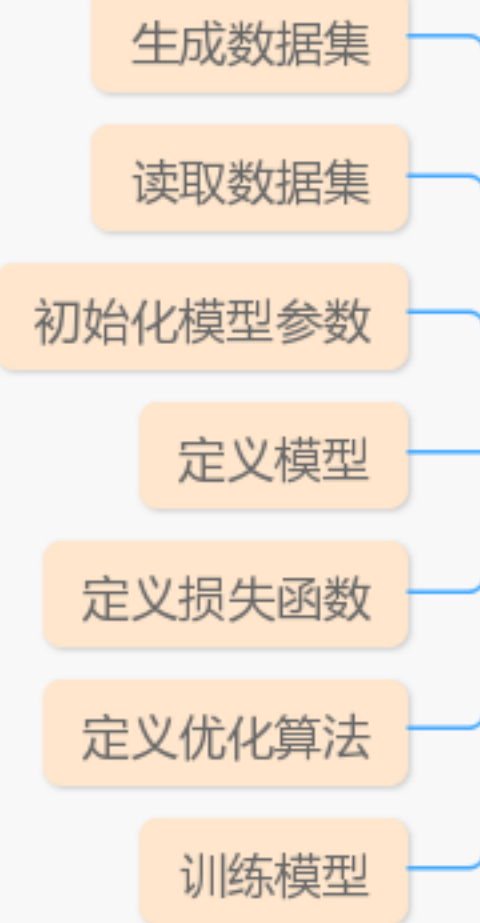 生成数据集
读取数据集
初始化模型参数
定义模型
定义损失函数
定义优化算法
训练模型